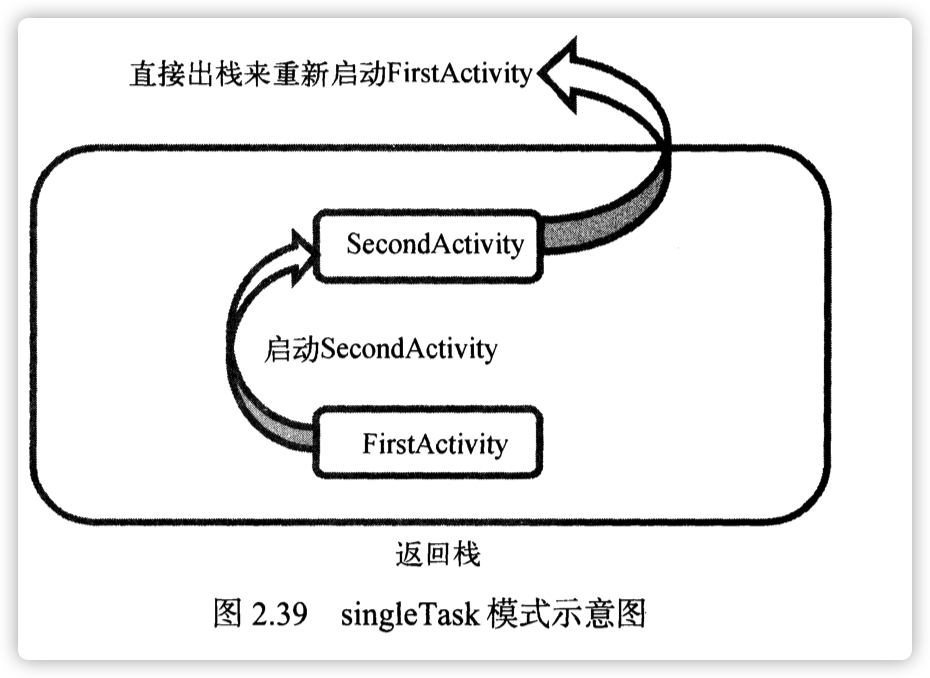 直接出栈来重新启动FirstActivity
SecondActivity
启动SecondActivity
FirstActivity
返回栈
图 2.39 singleTask 模式示意图